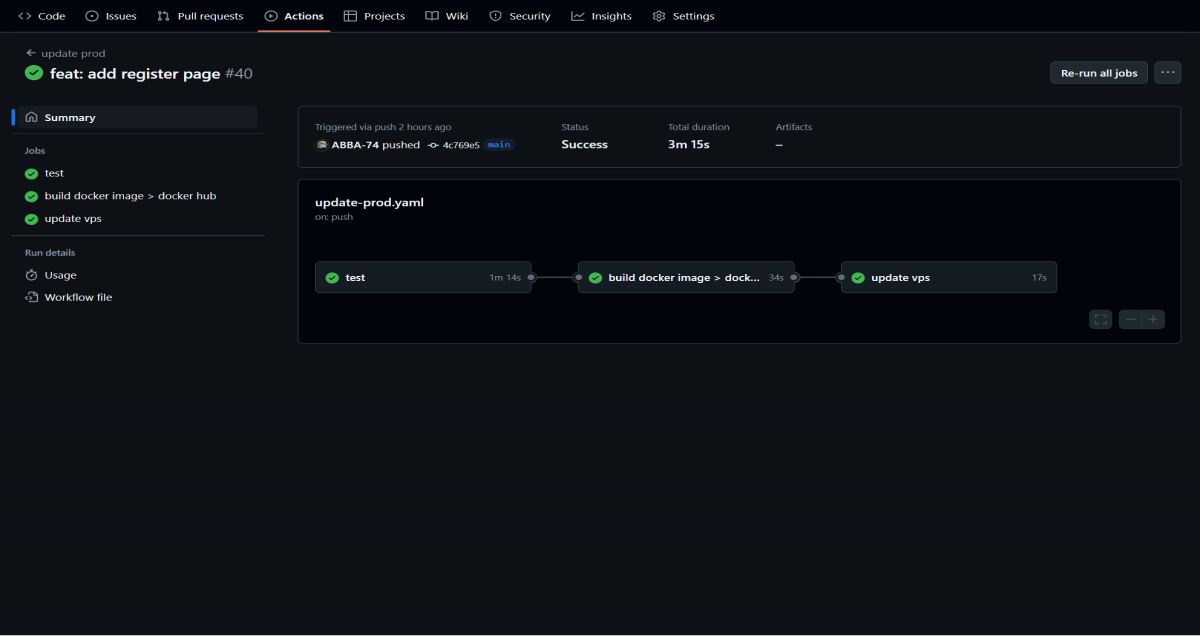 Code Issues Pull requests Actions Projects Wiki Security Insights Settings
update prod
feat: add register page #40
Re-run all jobs
Summary
Jobs
test
build docker image > docker hub
update vps
Run details
Usage
Workflow file
Triggered via push 2 hours ago
ABBA-74 pushed 4c769e5 main
Status
Success
Total duration
3m 15s
Artifacts
–
update-prod.yaml
on: push
test 1m 14s
build docker image > dock... 34s
update vps 17s